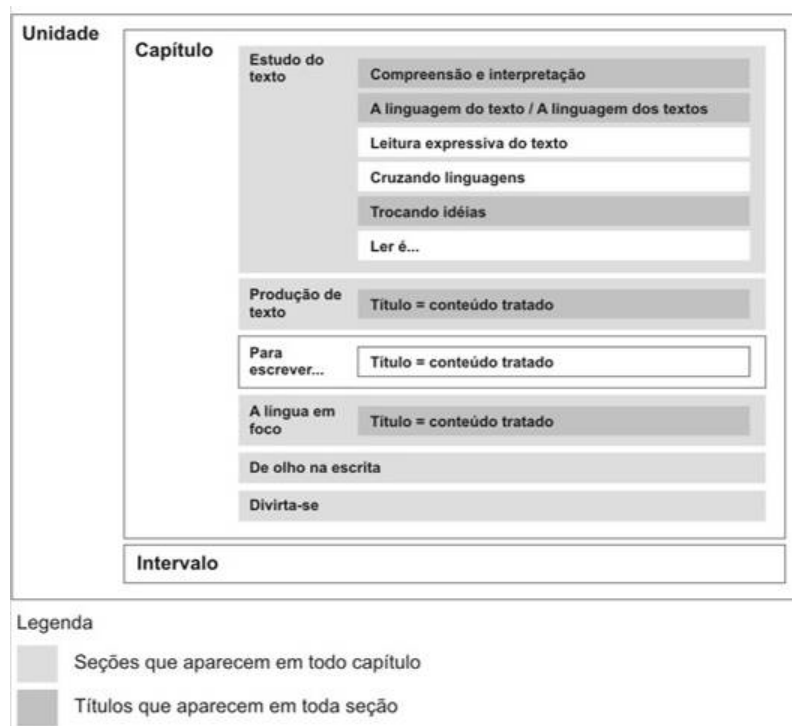 Unidade
Capítulo
Estudo do
texto
Compreensão e interpretação
A linguagem do texto / A linguagem dos textos
Leitura expressiva do texto
Cruzando linguagens
Trocando idéias
Ler é...
Produção de
texto
Título = conteúdo tratado
Para
escrever...
Título = conteúdo tratado
A língua em
foco
Título = conteúdo tratado
De olho na escrita
Divirta-se
Intervalo
Legenda
Seções que aparecem em todo capítulo
Títulos que aparecem em toda seção